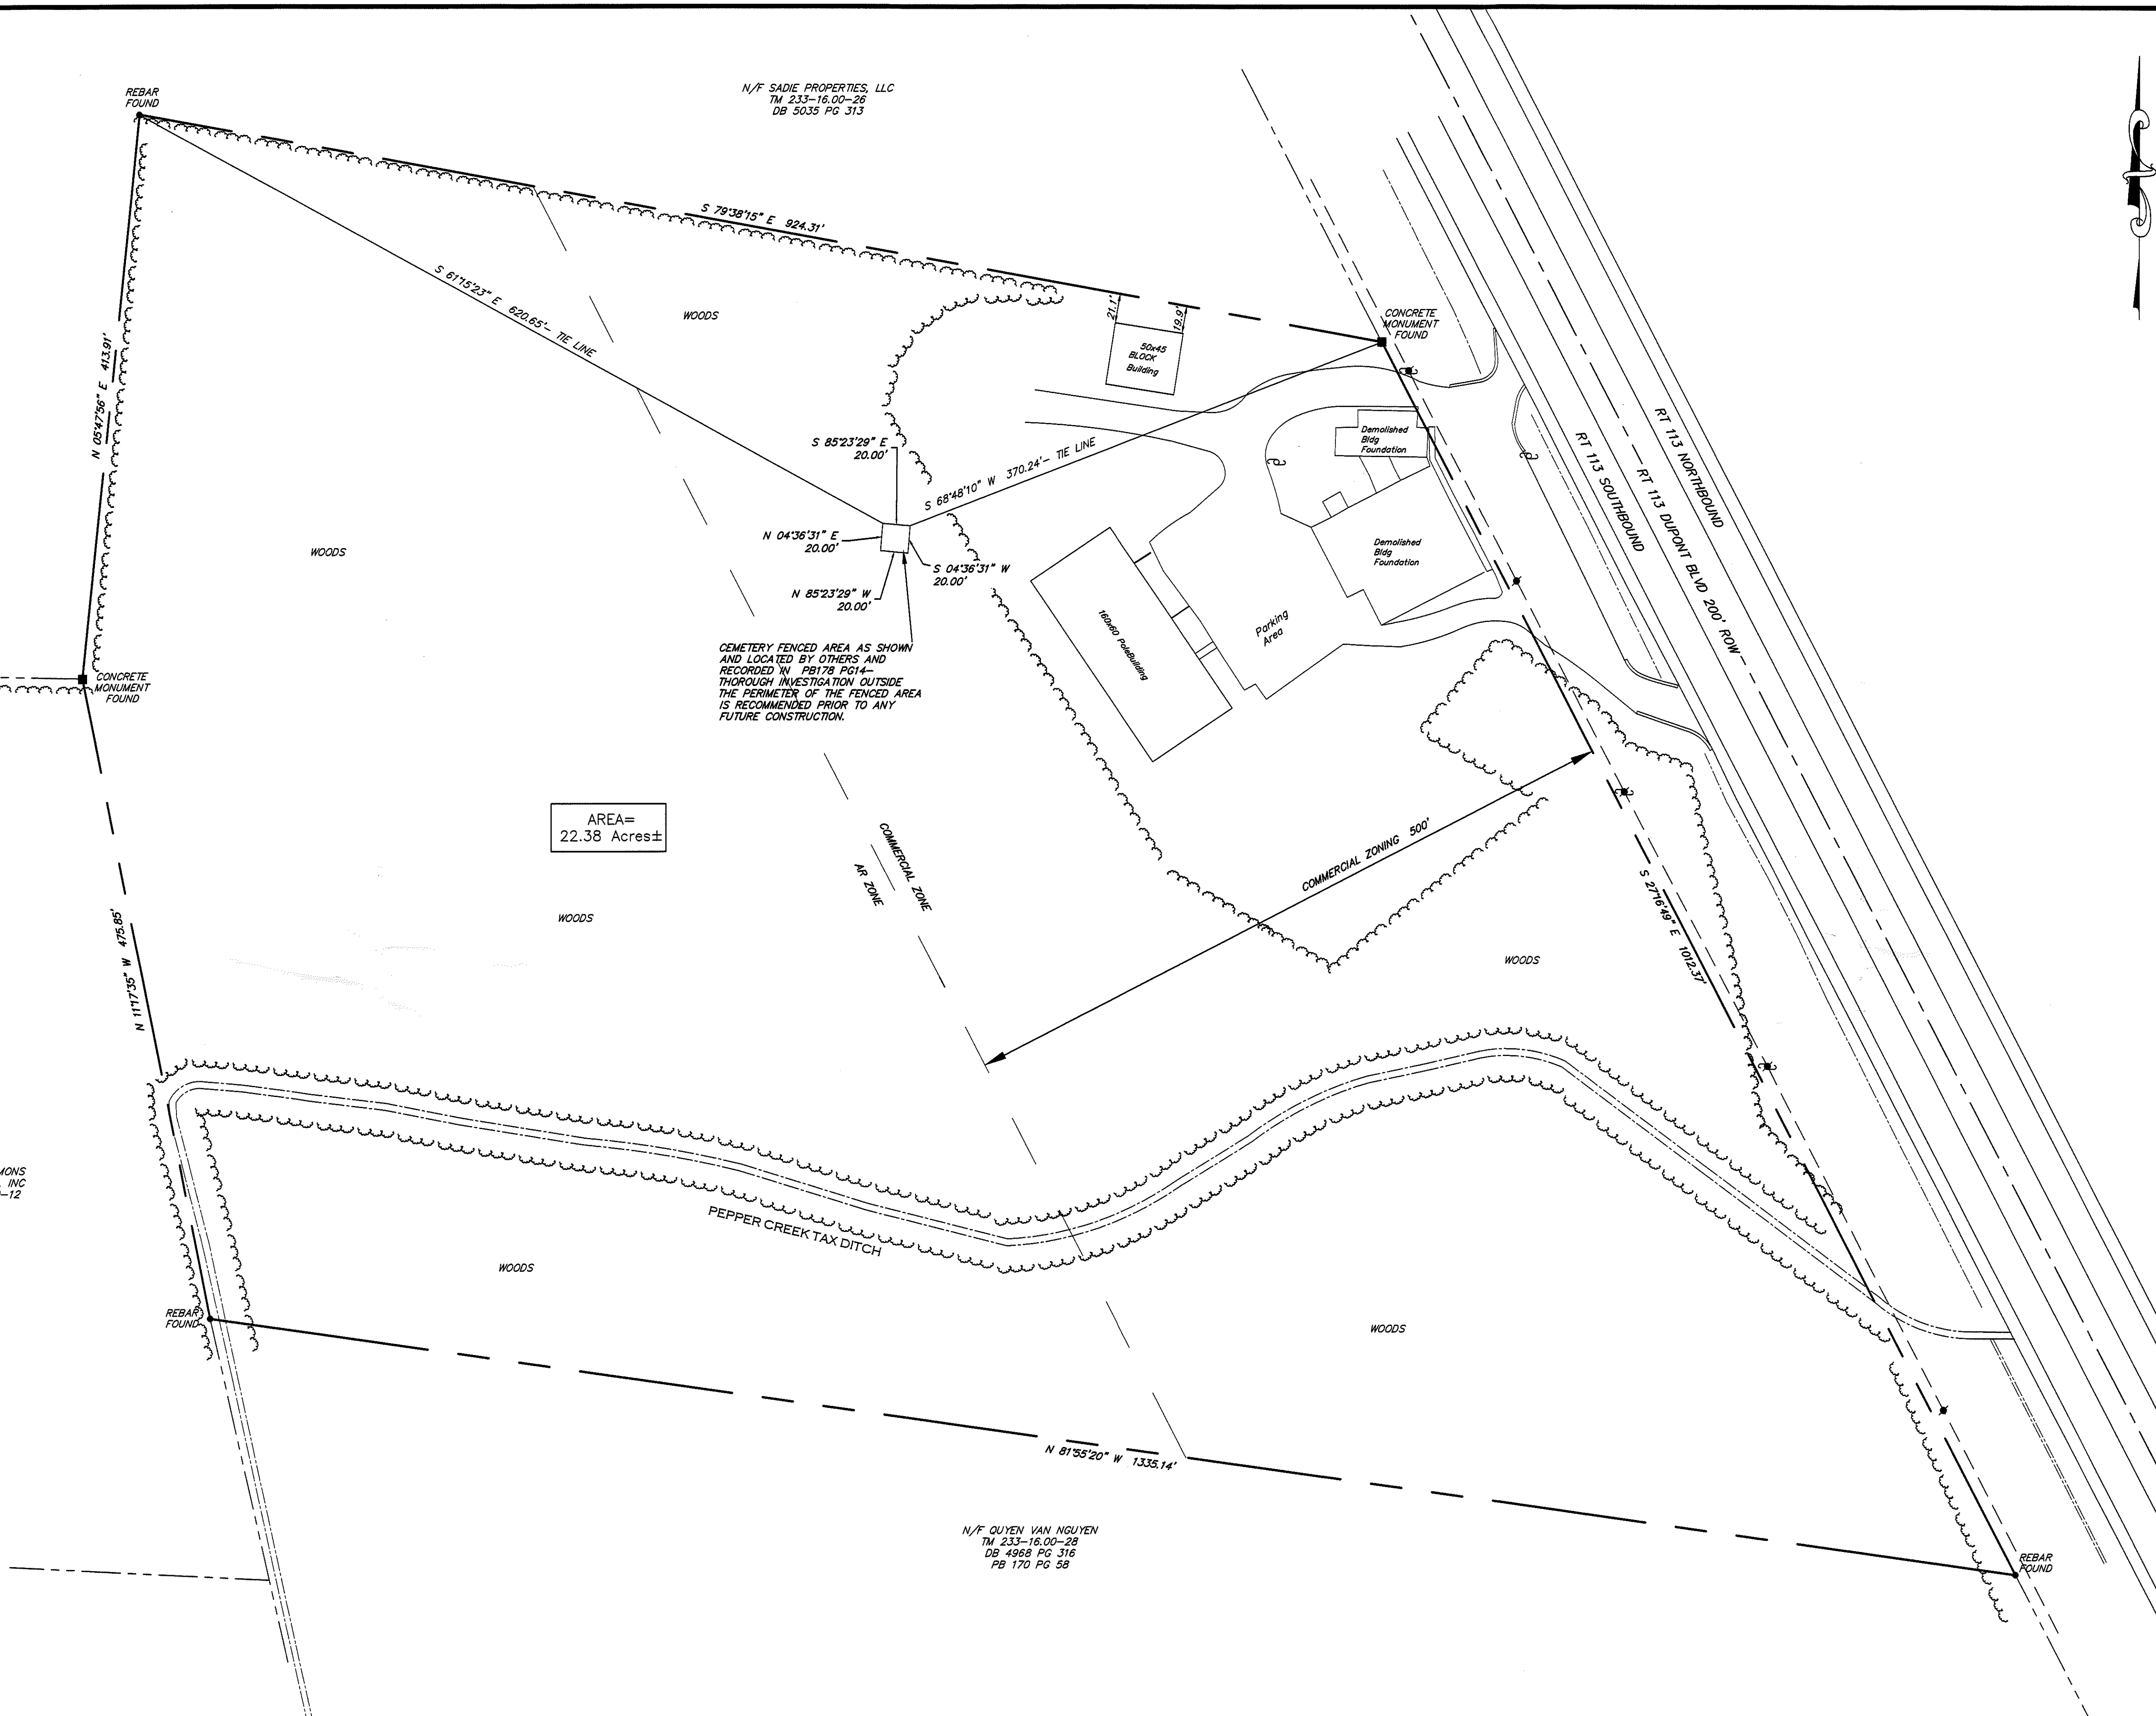 REBAR
FOUND
N/F SADIE PROPERTIES, LLC
TM 233-16.00-26
DB 5035 PG 313
S 79°38'15" E 924.31'
S 61°15'23" E 620.65'- TIE LINE
WOODS
N 05°47'56" E 413.91'
21.1'
19.9'
50x45
BLOCK
Building
CONCRETE
MONUMENT
FOUND
S 85°23'29" E
20.00'
S 68°48'10" W 370.24'- TIE LINE
Demolished
Bldg
Foundation
RT 113 NORTHBOUND
RT 113 SOUTHBOUND
RT 113 DUPONT BLVD 200' ROW
WOODS
N 04°36'31" E
20.00'
S 04°36'31" W
20.00'
N 85°23'29" W
20.00'
Demolished
Bldg
Foundation
160x60 PoleBuilding
Parking
Area
CEMETERY FENCED AREA AS SHOWN
AND LOCATED BY OTHERS AND
RECORDED IN PB178 PG14-
THOROUGH INVESTIGATION OUTSIDE
THE PERIMETER OF THE FENCED AREA
IS RECOMMENDED PRIOR TO ANY
FUTURE CONSTRUCTION.
CONCRETE
MONUMENT
FOUND
AREA=
22.38 Acres±
COMMERCIAL ZONE
AR ZONE
COMMERCIAL ZONING 500'
S 27°16'49" E 1012.37'
N 11°17'35" W 475.85'
WOODS
WOODS
MONS
INC
-12
PEPPER CREEK TAX DITCH
WOODS
REBAR
FOUND
WOODS
N 81°55'20" W 1335.14'
N/F QUYEN VAN NGUYEN
TM 233-16.00-28
DB 4968 PG 316
PB 170 PG 58
REBAR
FOUND